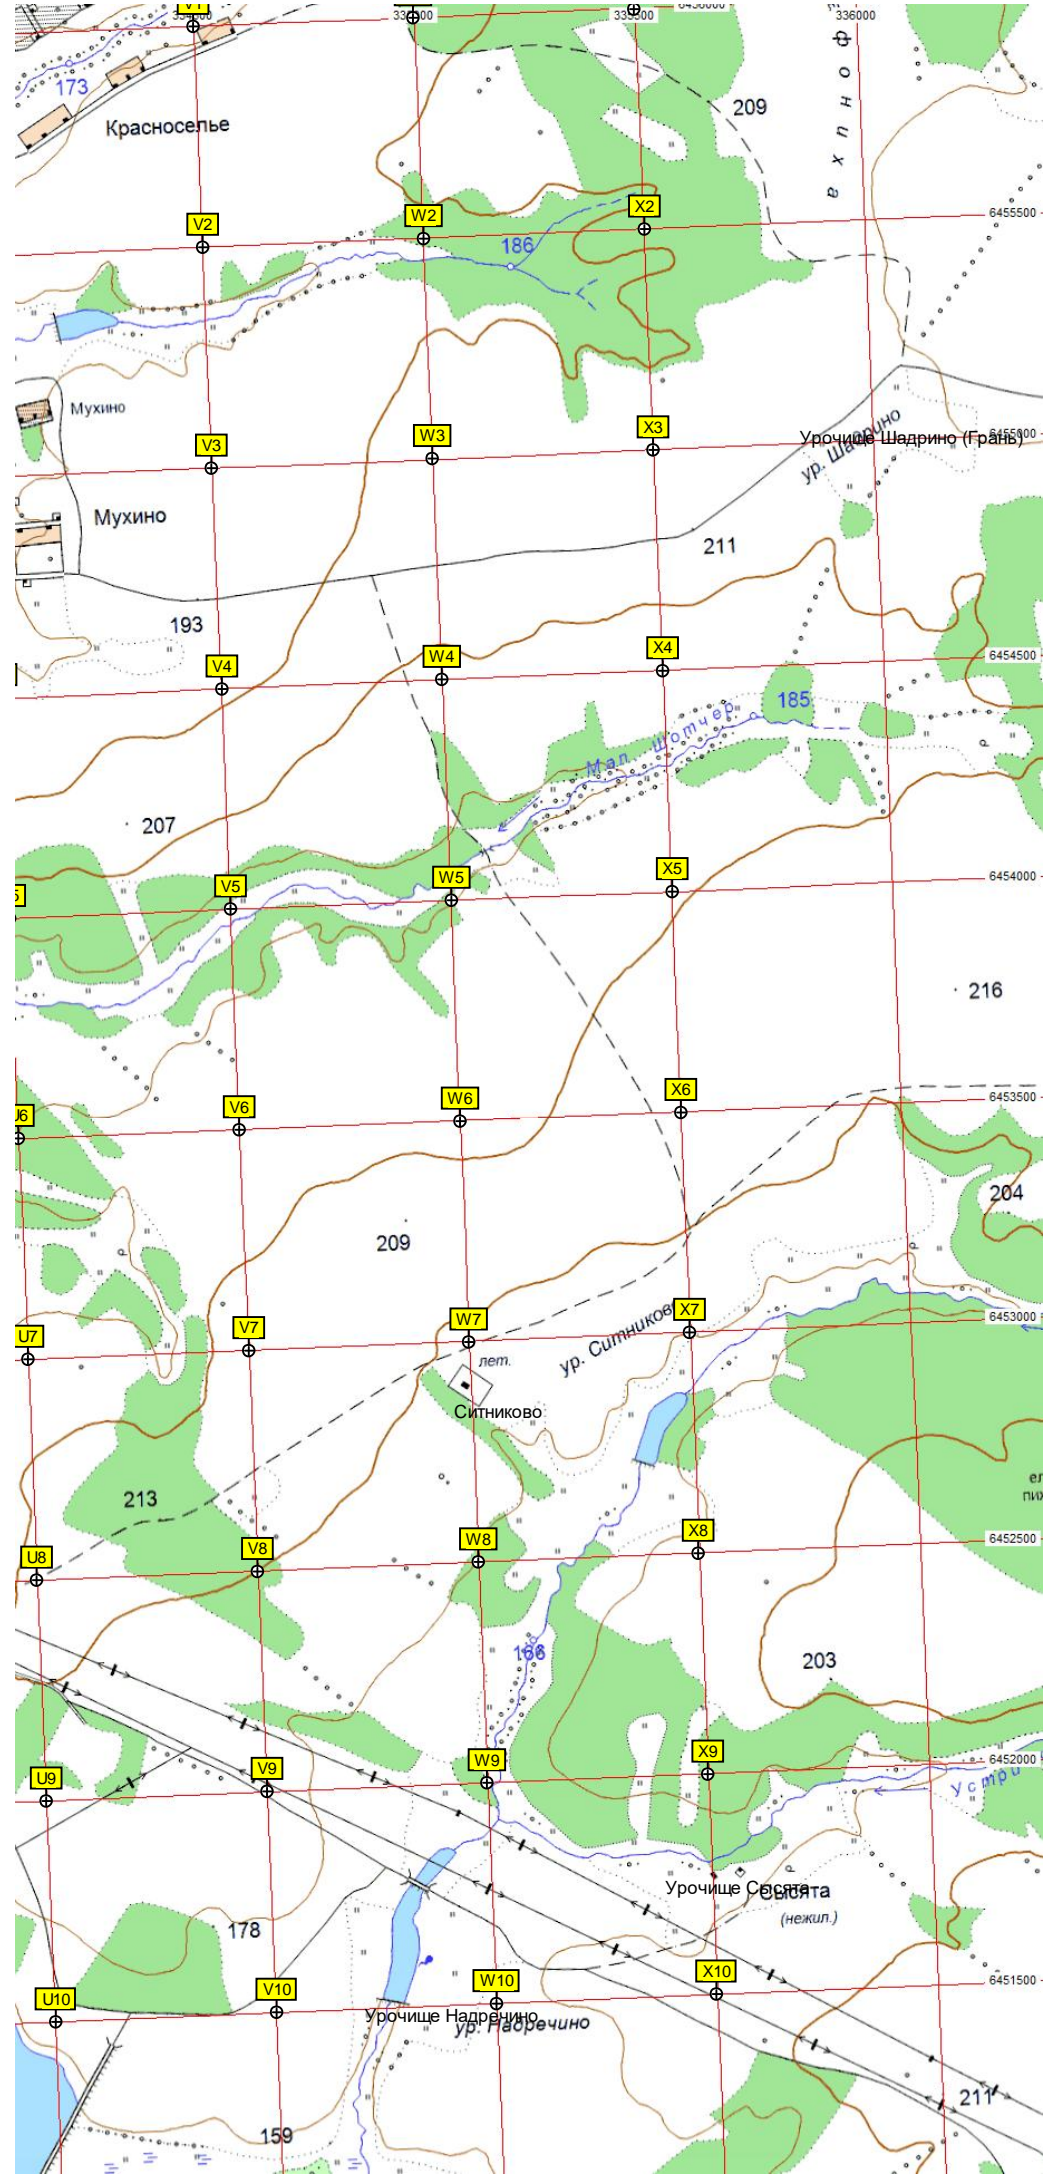 V1
336000
173
209
Красноселье
фониха
X2
6455500
W2
V2
186
Мухино
X3
W3
6455000
Урочище Шадрино (Грань)
V3
ур. Шадрино
Мухино
211
193
X4
W4
6454500
V4
185
Мал. Шотчер
207
X5
W5
6454000
V5
216
X6
6453500
W6
V6
204
209
X7
W7
6453000
V7
U7
ур. Ситников
лет.
Ситниково
213
X8
W8
6452500
V8
U8
166
203
X9
W9
6452000
V9
U9
Устри
Урочище Сысята
Сысята
(нежил.)
178
X10
W10
6451500
V10
U10
Урочище Надречино
ур. Надречино
211
159